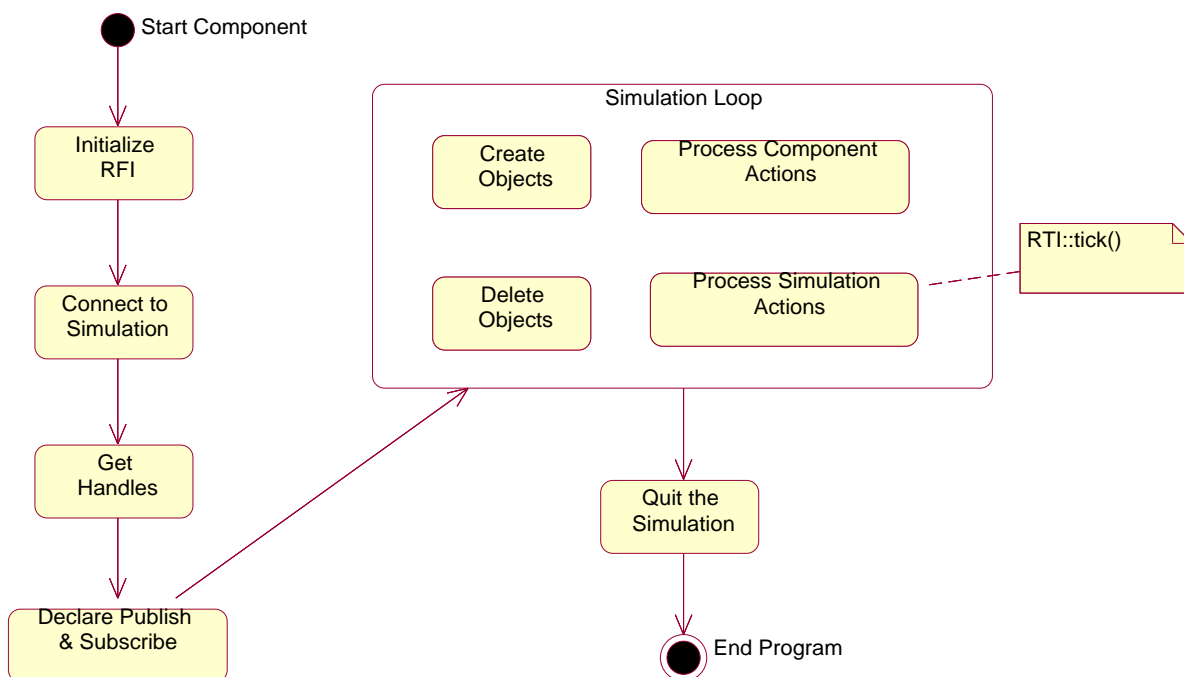 Start Component
Initialize
RFI
Connect to
Simulation
Get
Handles
Declare Publish
& Subscribe
Simulation Loop
Create
Objects
Process Component
Actions
Delete
Objects
Process Simulation
Actions
RTI::tick()
Quit the
Simulation
End Program